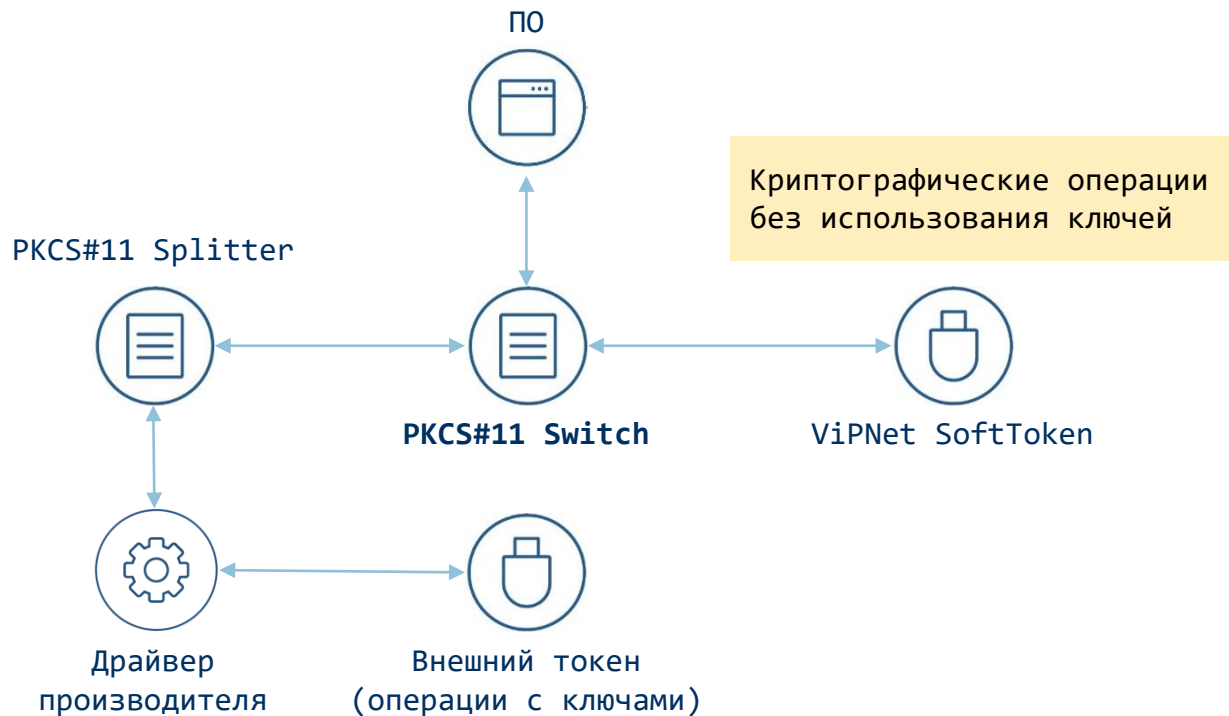 ПО
Криптографические операции
без использования ключей
PKCS#11 Splitter
PKCS#11 Switch
ViPNet SoftToken
Драйвер
производителя
Внешний токен
(операции с ключами)